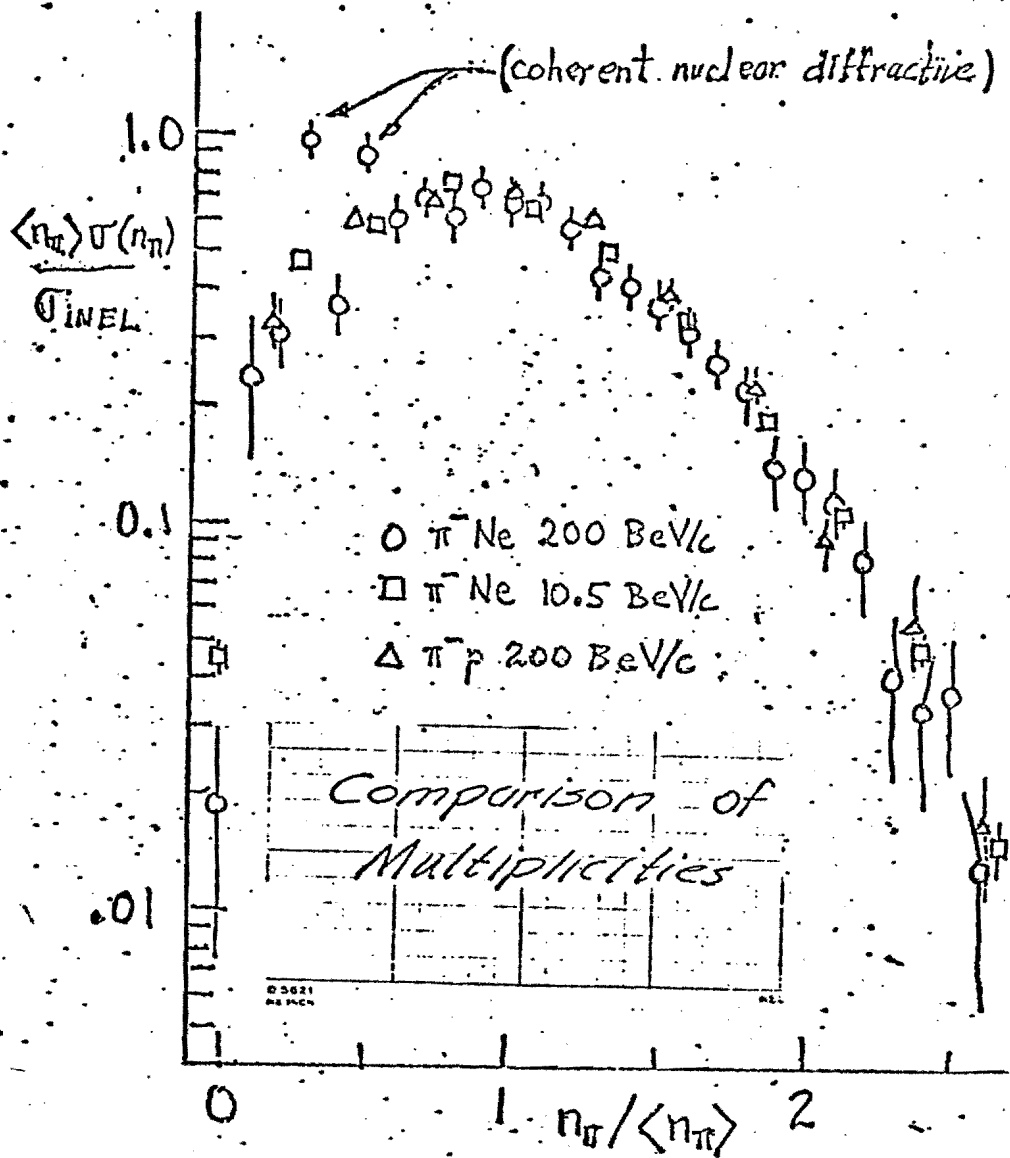 (coherent nuclear diffractive)
1.0
⟨nπ⟩σ(nπ)
σINEL
0.1
○ π⁻Ne 200 BeV/c
□ π⁻Ne 10.5 BeV/c
△ π⁻p 200 BeV/c
Comparison of
Multiplicities
.01
0 1 2
nπ/⟨nπ⟩